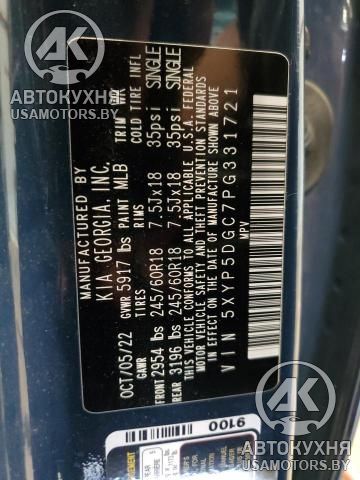 АВТОКУХНЯ
USAMOTORS.BY
MANUFACTURED BY
KIA GEORGIA, INC.
OCT/05/22 GVWR 5917 lbs PAINT MLB TRIM WK
GAWR TIRES RIMS COLD TIRE INFL
FRONT 2954 lbs 245/60R18 7.5Jx18 35psi SINGLE
REAR 3196 lbs 245/60R18 7.5Jx18 35psi SINGLE
THIS VEHICLE CONFORMS TO ALL APPLICABLE U.S.A. FEDERAL
MOTOR VEHICLE SAFETY AND THEFT PREVENTION STANDARDS
IN EFFECT ON THE DATE OF MANUFACTURE SHOWN ABOVE
VIN 5XYP5DGC7PG331721
MPV
9100
АВТОКУХНЯ
USAMOTORS.BY